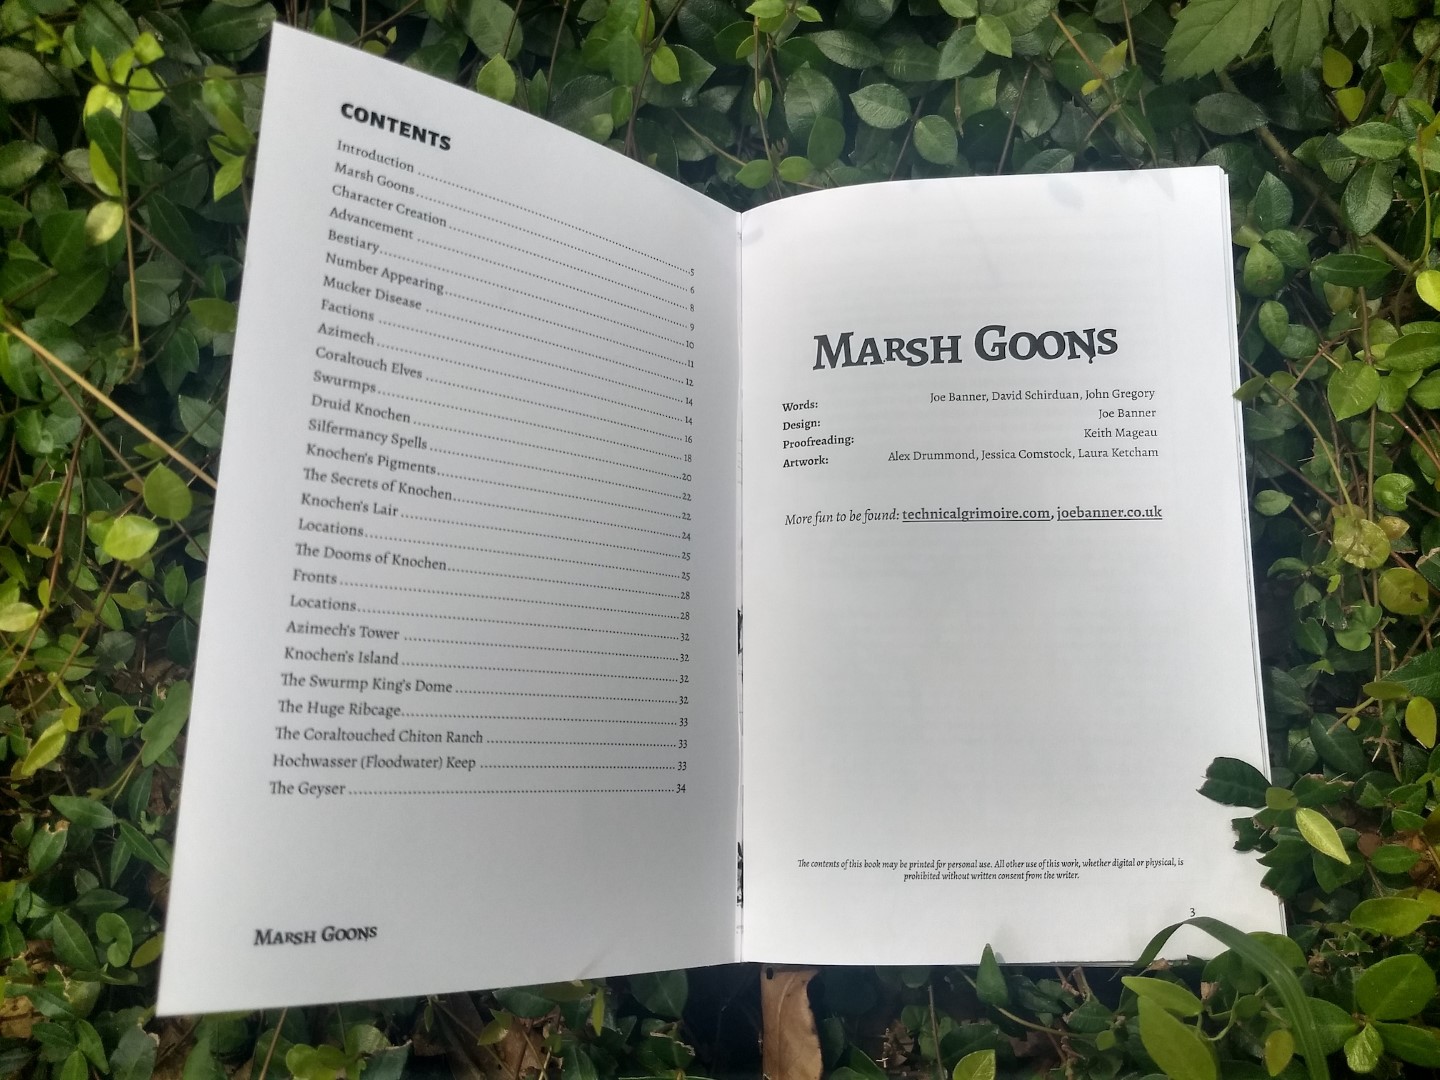 CONTENTS
Introduction ........ 5
Marsh Goons ........ 6
Character Creation ........ 8
Advancement ........ 9
Bestiary ........ 10
Number Appearing ........ 11
Mucker Disease ........ 12
Factions ........ 14
Azimech ........ 14
Coraltouch Elves ........ 16
Swurmps ........ 18
Druid Knochen ........ 20
Silfermancy Spells ........ 22
Knochen's Pigments ........ 22
The Secrets of Knochen ........ 24
Knochen's Lair ........ 25
Locations ........ 25
The Dooms of Knochen ........ 28
Fronts ........ 28
Locations ........ 32
Azimech's Tower ........ 32
Knochen's Island ........ 32
The Swurmp King's Dome ........ 32
The Huge Ribcage ........ 33
The Coraltouched Chiton Ranch ........ 33
Hochwasser (Floodwater) Keep ........ 33
The Geyser ........ 34
MARSH GOONS
MARSH GOONS
Words: Joe Banner, David Schirduan, John Gregory
Design: Joe Banner
Proofreading: Keith Mageau
Artwork: Alex Drummond, Jessica Comstock, Laura Ketcham
More fun to be found: technicalgrimoire.com, joebanner.co.uk
The contents of this book may be printed for personal use. All other use of this work, whether digital or physical, is
prohibited without written consent from the writer.
3